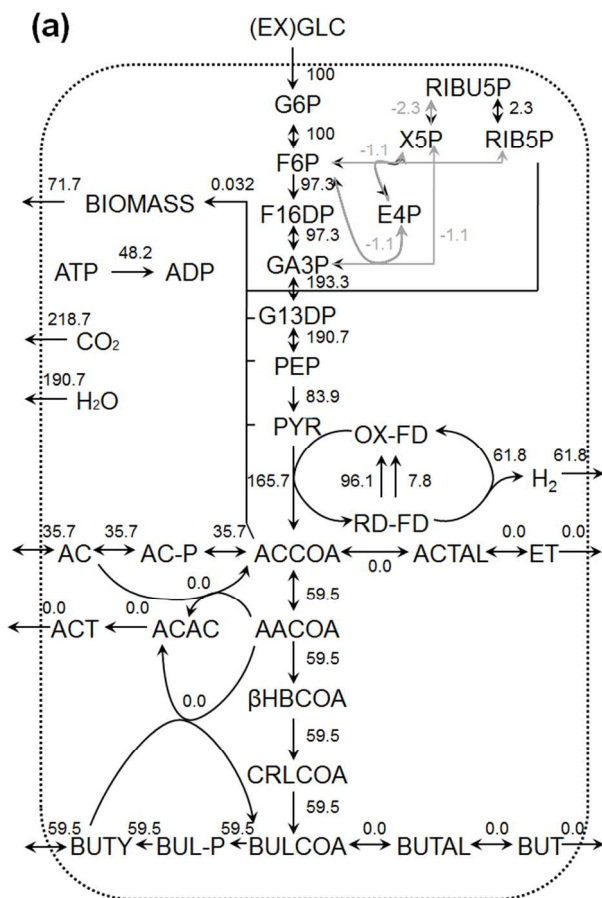 (a)
(EX)GLC
100
G6P
RIBU5P
-2.3
2.3
100
-1.1
X5P
RIB5P
F6P
71.7
0.032
97.3
BIOMASS
F16DP
E4P
48.2
97.3
-1.1
-1.1
ATP
ADP
GA3P
193.3
218.7
G13DP
CO₂
190.7
190.7
PEP
H₂O
83.9
PYR
OX-FD
61.8
61.8
165.7
96.1
7.8
H₂
RD-FD
35.7
35.7
35.7
0.0
0.0
AC
AC-P
ACCOA
ACTAL
ET
0.0
0.0
59.5
0.0
0.0
ACT
ACAC
AACOA
59.5
0.0
βHBCOA
59.5
CRLCOA
59.5
59.5
59.5
59.5
0.0
0.0
0.0
BUTY
BUL-P
BULCOA
BUTAL
BUT